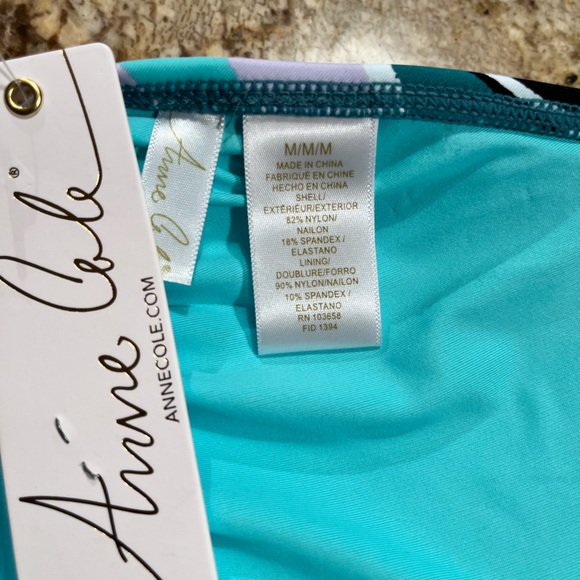 Anne Cole®
ANNECOLE.COM
Anne Co
M/M/M
MADE IN CHINA
FABRIQUÉ EN CHINE
HECHO EN CHINA
SHELL/
EXTÉRIEUR/EXTERIOR
82% NYLON/
NAILON
18% SPANDEX /
ELASTANO
LINING/
DOUBLURE/FORRO
90% NYLON/NAILON
10% SPANDEX /
ELASTANO
RN 103658
FID 1394